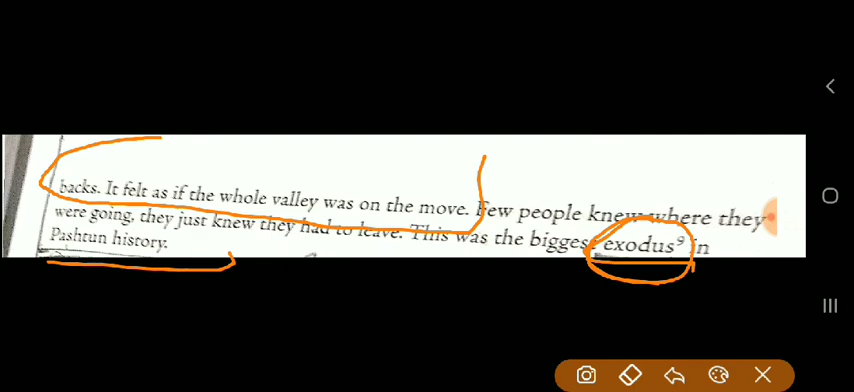 backs. It felt as if the whole valley was on the move. Few people knew where they
were going, they just knew they had to leave. This was the biggest exodus⁹ in
Pashtun history.